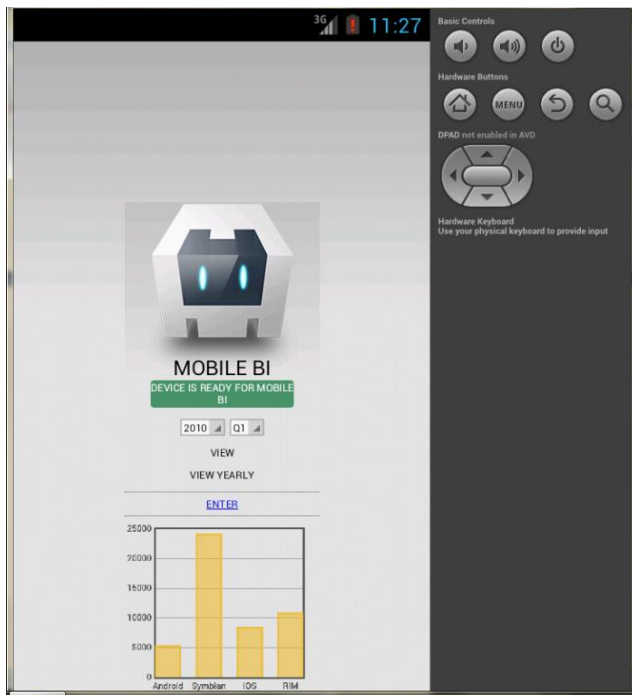 3G 11:27
MOBILE BI
DEVICE IS READY FOR MOBILE
BI
2010 Q1
VIEW
VIEW YEARLY
ENTER
25000
20000
15000
10000
5000
0
Android Symbian iOS RIM
Basic Controls
Hardware Buttons
MENU
DPAD not enabled in AVD
Hardware Keyboard
Use your physical keyboard to provide input